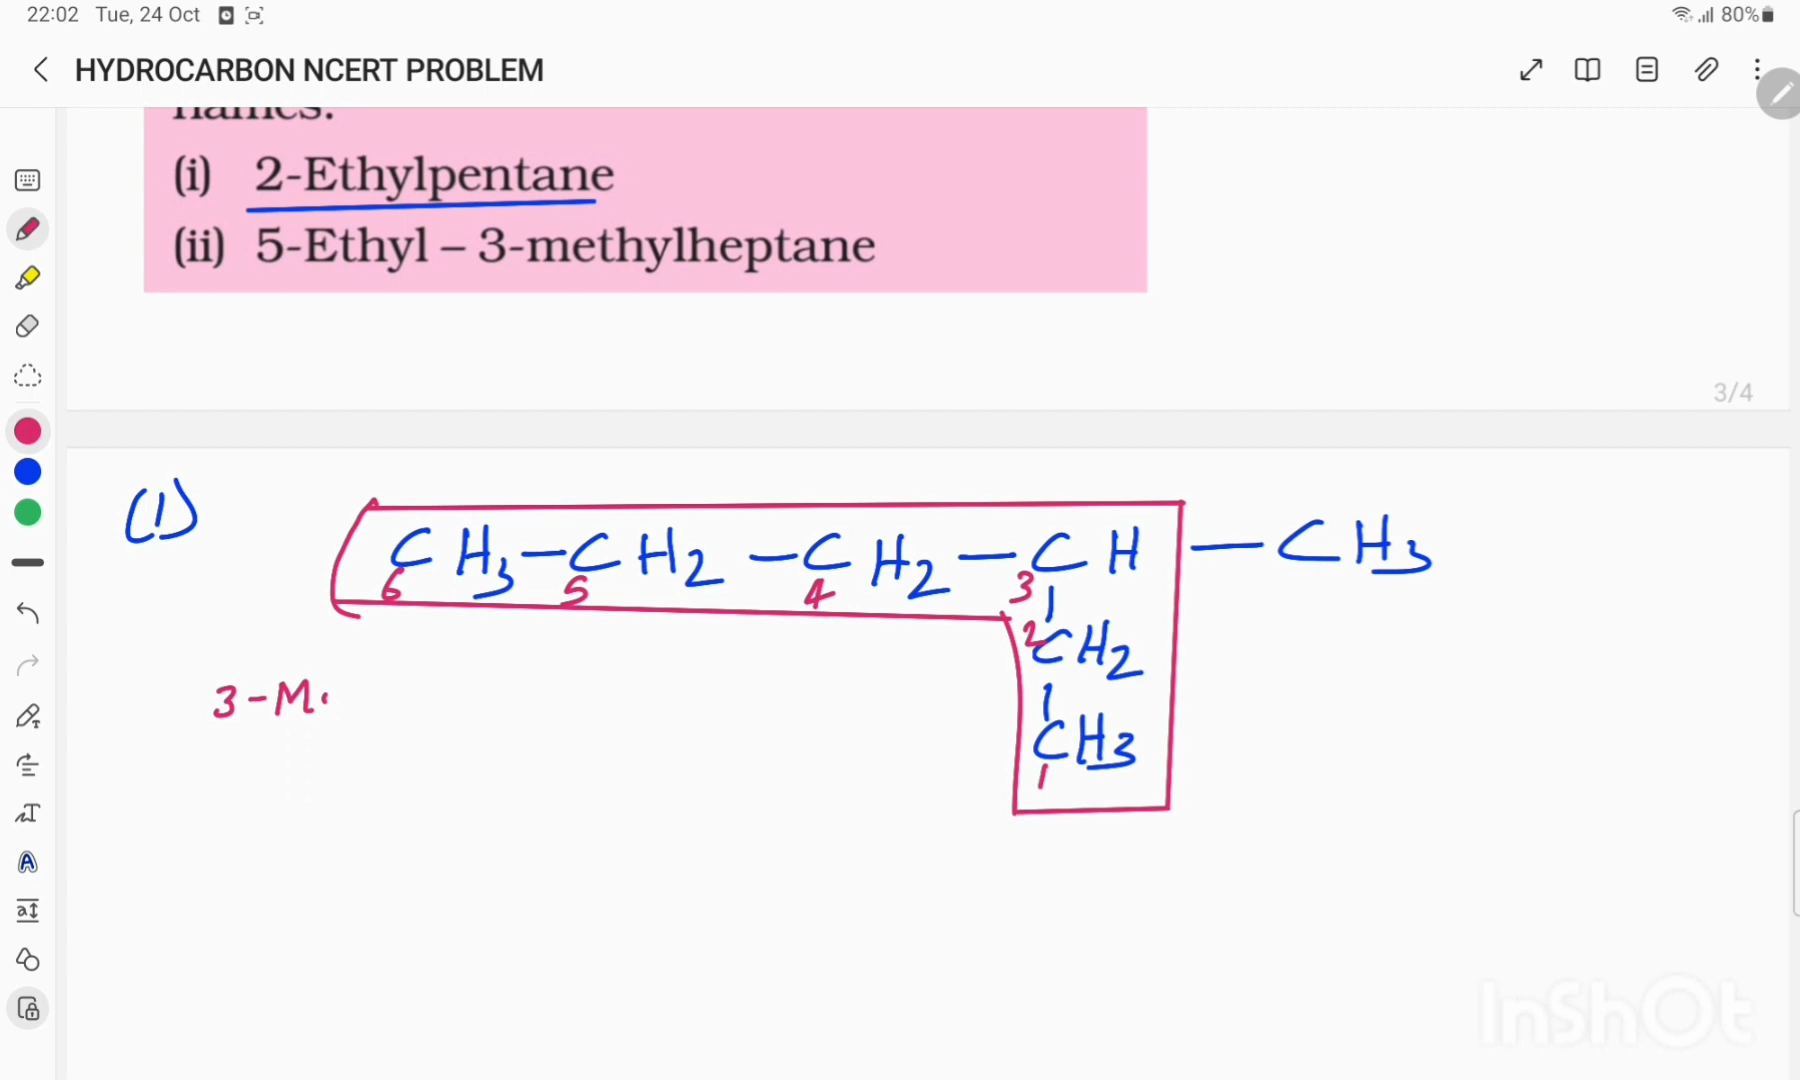 22:02 Tue, 24 Oct 80%
HYDROCARBON NCERT PROBLEM
names:
(i) 2-Ethylpentane
(ii) 5-Ethyl – 3-methylheptane
3/4
(1)
CH3-CH2-CH2-CH-CH3
6 5 4 3
2 CH2
CH3
1
3-M
InShOt